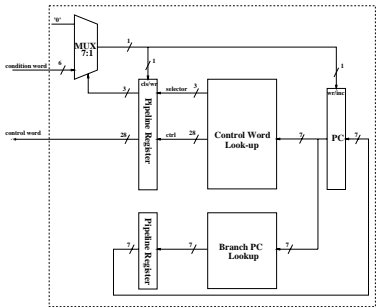 '0'
MUX
7:1
1
condition word
6
1
1
cls/wr
wr/inc
3
selector
3
control word
28
ctrl
28
Pipeline Register
Control Word
Look-up
7
PC
7
7
Pipeline Register
7
Branch PC
Lookup
7